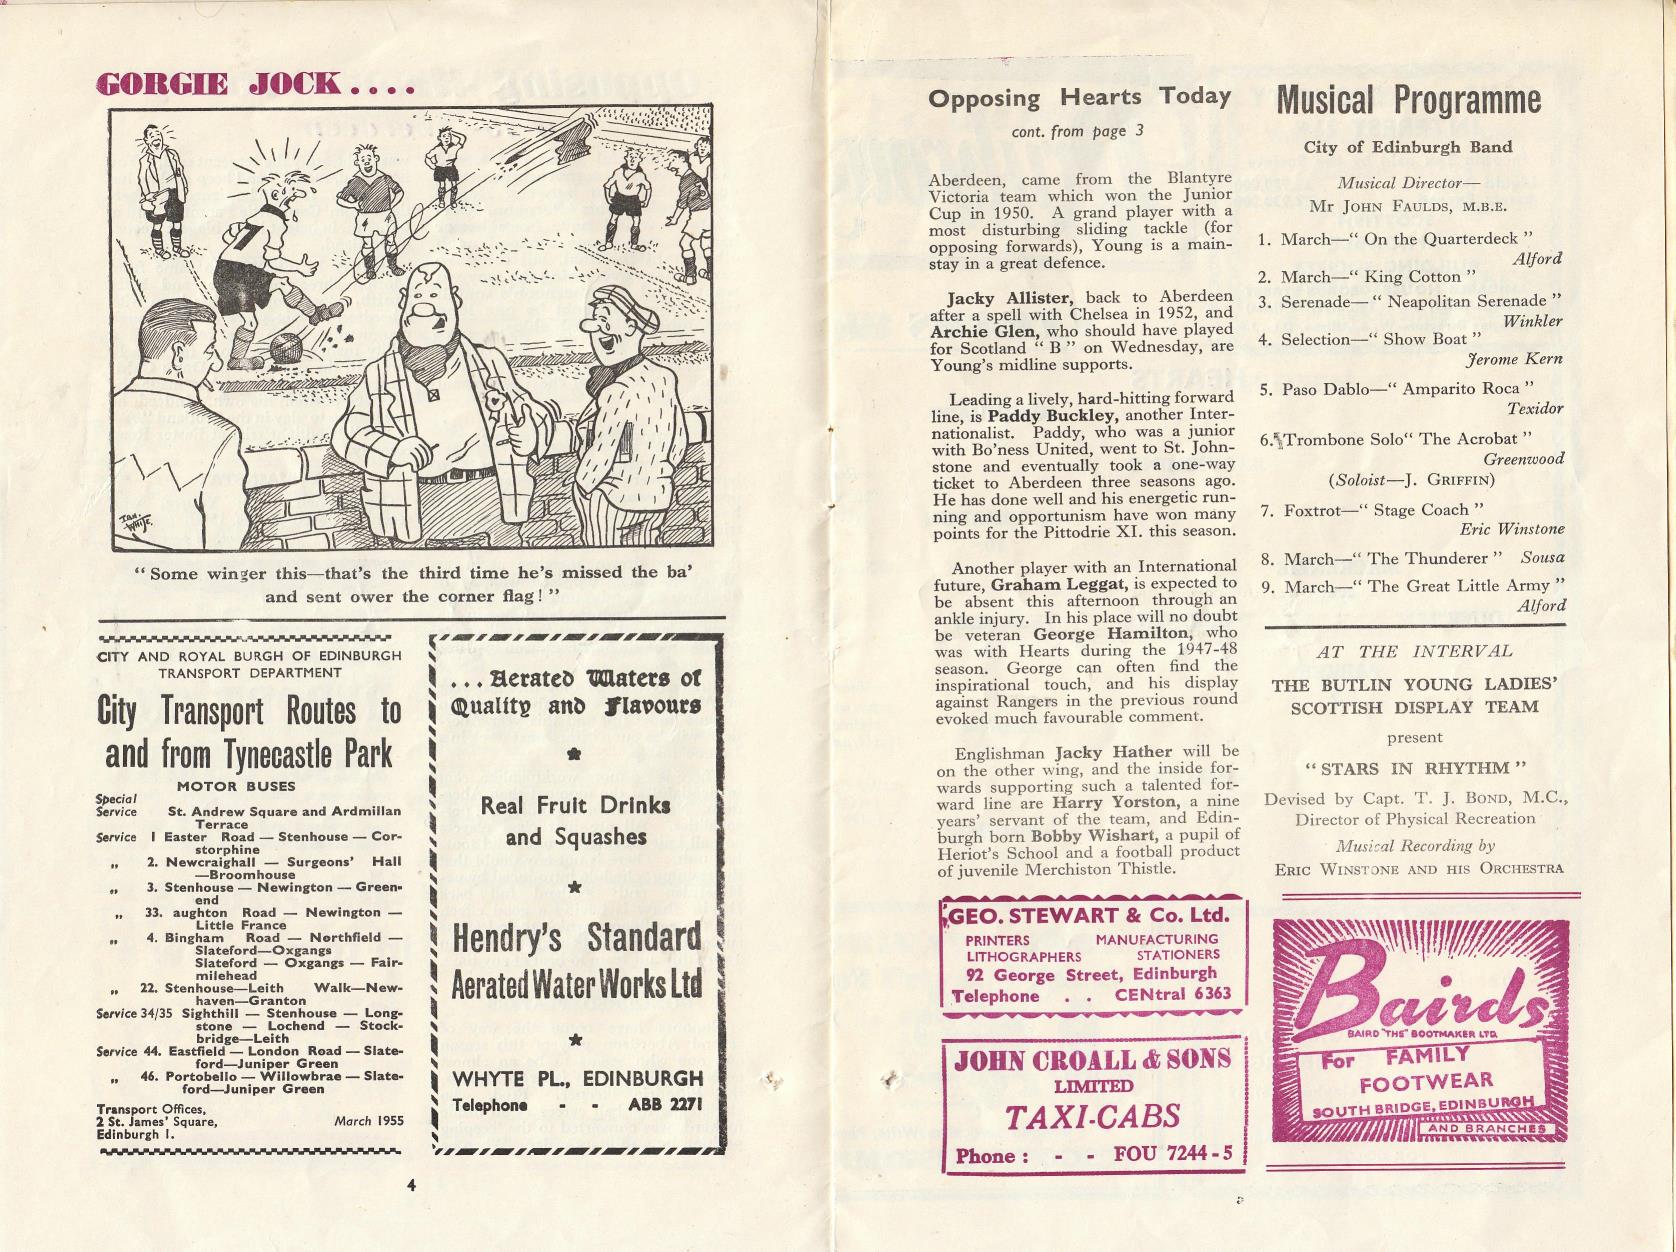 GORGIE JOCK . . . .
7
IAN.
WHITE.
“ Some winger this—that's the third time he's missed the ba'
and sent ower the corner flag ! ”
CITY AND ROYAL BURGH OF EDINBURGH
TRANSPORT DEPARTMENT
City Transport Routes to
and from Tynecastle Park
MOTOR BUSES
Special
Service St. Andrew Square and Ardmillan
Terrace
Service 1 Easter Road — Stenhouse — Cor-
storphine
„ 2. Newcraighall — Surgeons' Hall
—Broomhouse
„ 3. Stenhouse — Newington — Green-
end
„ 33. aughton Road — Newington —
Little France
„ 4. Bingham Road — Northfield —
Slateford—Oxgangs
Slateford — Oxgangs — Fair-
milehead
„ 22. Stenhouse—Leith Walk—New-
haven—Granton
Service 34/35 Sighthill — Stenhouse — Long-
stone — Lochend — Stock-
bridge—Leith
Service 44. Eastfield — London Road — Slate-
ford—Juniper Green
„ 46. Portobello — Willowbrae — Slate-
ford—Juniper Green
Transport Offices,
2 St. James' Square, March 1955
Edinburgh 1.
. . . Aerated Waters of
Quality and Flavours
Real Fruit Drinks
and Squashes
Hendry's Standard
Aerated Water Works Ltd
WHYTE PL., EDINBURGH
Telephone - - ABB 2271
4
Opposing Hearts Today
cont. from page 3
Aberdeen, came from the Blantyre
Victoria team which won the Junior
Cup in 1950. A grand player with a
most disturbing sliding tackle (for
opposing forwards), Young is a main-
stay in a great defence.
Jacky Allister, back to Aberdeen
after a spell with Chelsea in 1952, and
Archie Glen, who should have played
for Scotland “ B ” on Wednesday, are
Young's midline supports.
Leading a lively, hard-hitting forward
line, is Paddy Buckley, another Inter-
nationalist. Paddy, who was a junior
with Bo'ness United, went to St. John-
stone and eventually took a one-way
ticket to Aberdeen three seasons ago.
He has done well and his energetic run-
ning and opportunism have won many
points for the Pittodrie XI. this season.
Another player with an International
future, Graham Leggat, is expected to
be absent this afternoon through an
ankle injury. In his place will no doubt
be veteran George Hamilton, who
was with Hearts during the 1947-48
season. George can often find the
inspirational touch, and his display
against Rangers in the previous round
evoked much favourable comment.
Englishman Jacky Hather will be
on the other wing, and the inside for-
wards supporting such a talented for-
ward line are Harry Yorston, a nine
years' servant of the team, and Edin-
burgh born Bobby Wishart, a pupil of
Heriot's School and a football product
of juvenile Merchiston Thistle.
GEO. STEWART & Co. Ltd.
PRINTERS MANUFACTURING
LITHOGRAPHERS STATIONERS
92 George Street, Edinburgh
Telephone . . CENtral 6363
JOHN CROALL & SONS
LIMITED
TAXI-CABS
Phone : - - FOU 7244-5
Musical Programme
City of Edinburgh Band
Musical Director—
Mr JOHN FAULDS, M.B.E.
1. March—“ On the Quarterdeck ”
Alford
2. March—“ King Cotton ”
3. Serenade—“ Neapolitan Serenade ”
Winkler
4. Selection—“ Show Boat ”
Jerome Kern
5. Paso Dablo—“ Amparito Roca ”
Texidor
6. Trombone Solo“ The Acrobat ”
Greenwood
(Soloist—J. GRIFFIN)
7. Foxtrot—“ Stage Coach ”
Eric Winstone
8. March—“ The Thunderer ” Sousa
9. March—“ The Great Little Army ”
Alford
AT THE INTERVAL
THE BUTLIN YOUNG LADIES'
SCOTTISH DISPLAY TEAM
present
“ STARS IN RHYTHM ”
Devised by Capt. T. J. BOND, M.C.,
Director of Physical Recreation
Musical Recording by
ERIC WINSTONE AND HIS ORCHESTRA
Bairds
BAIRD "THE" BOOTMAKER LTD.
For FAMILY
FOOTWEAR
SOUTH BRIDGE, EDINBURGH
AND BRANCHES